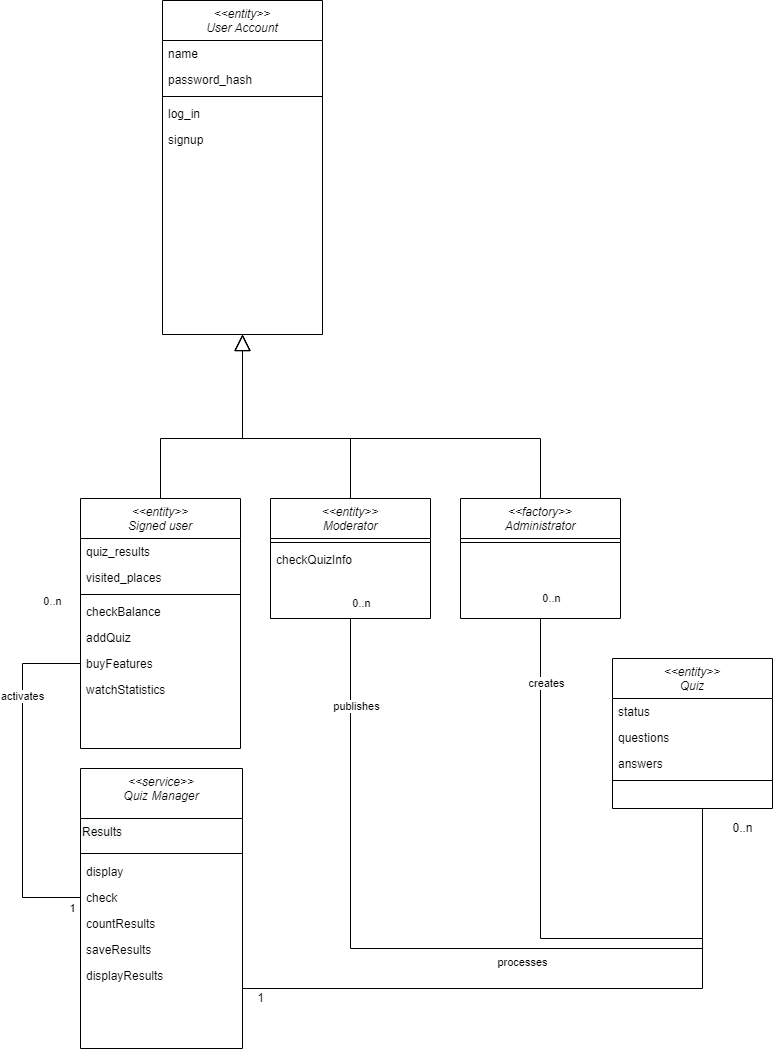 <<entity>>
User Account
name
password_hash
log_in
signup
<<entity>>
Signed user
quiz_results
visited_places
0..n
checkBalance
addQuiz
buyFeatures
watchStatistics
activates
<<entity>>
Moderator
checkQuizInfo
0..n
publishes
<<factory>>
Administrator
0..n
creates
<<entity>>
Quiz
status
questions
answers
0..n
<<service>>
Quiz Manager
Results
display
check
1
countResults
saveResults
displayResults
processes
1